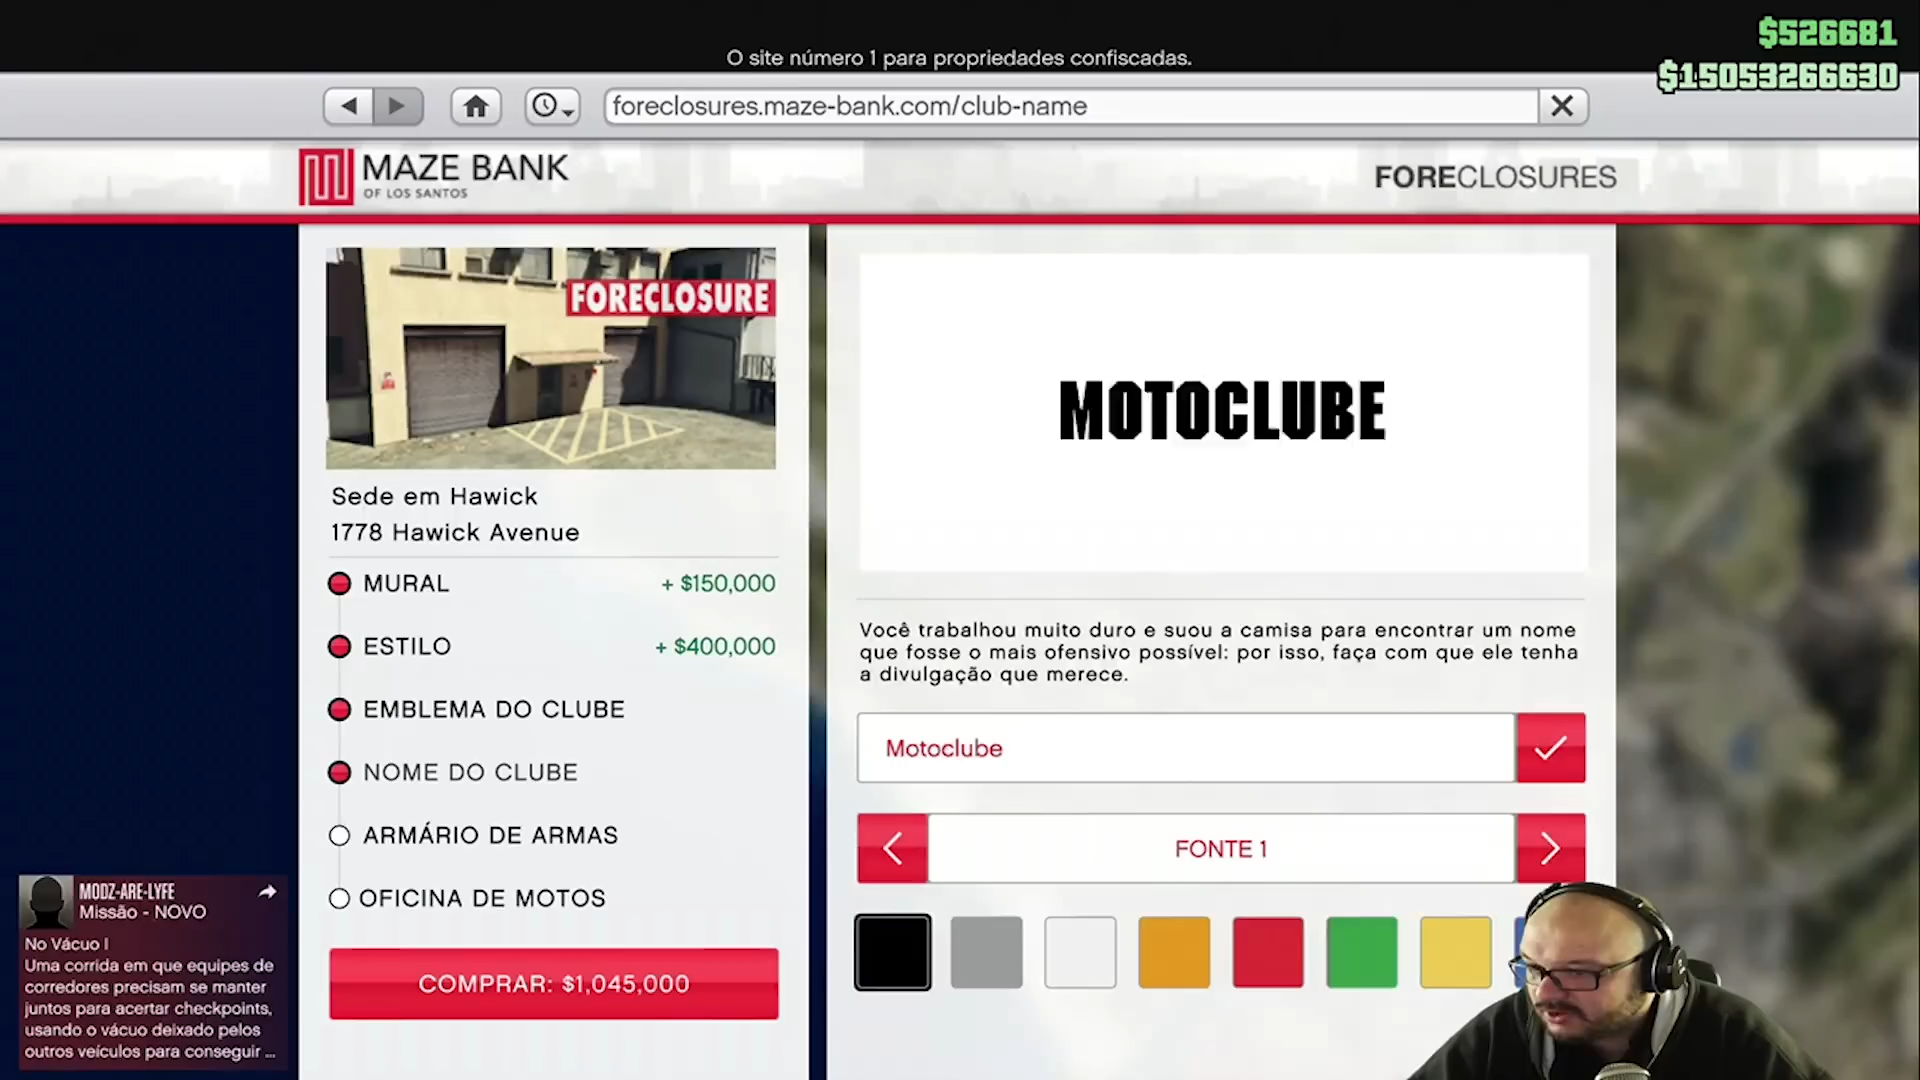 $526681
O site número 1 para propriedades confiscadas.
$15053266630
foreclosures.maze-bank.com/club-name
MAZE BANK
OF LOS SANTOS
FORECLOSURES
FORECLOSURE
MOTOCLUBE
Sede em Hawick
1778 Hawick Avenue
MURAL + $150,000
ESTILO + $400,000
EMBLEMA DO CLUBE
NOME DO CLUBE
ARMÁRIO DE ARMAS
OFICINA DE MOTOS
COMPRAR: $1,045,000
Você trabalhou muito duro e suou a camisa para encontrar um nome
que fosse o mais ofensivo possível: por isso, faça com que ele tenha
a divulgação que merece.
Motoclube
FONTE 1
MODZ-ARE-LYFE
Missão - NOVO
No Vácuo I
Uma corrida em que equipes de
corredores precisam se manter
juntos para acertar checkpoints,
usando o vácuo deixado pelos
outros veículos para conseguir ...